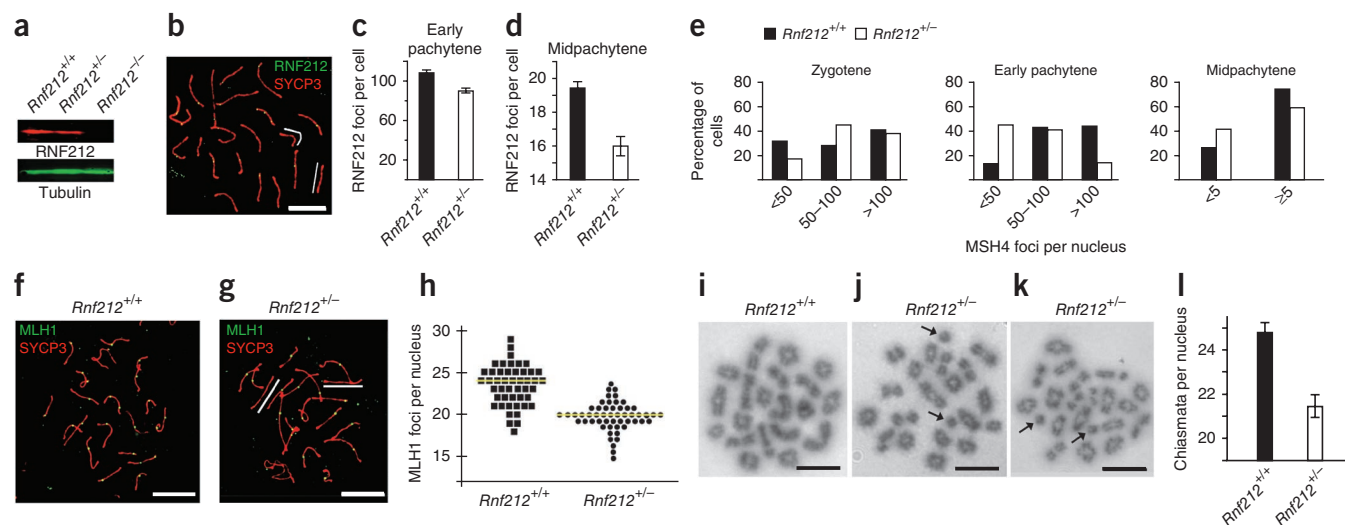 a
Rnf212+/+
Rnf212+/−
Rnf212−/−
RNF212
Tubulin
b
RNF212
SYCP3
c
Early
pachytene
RNF212 foci per cell
100
60
20
Rnf212+/+
Rnf212+/−
d
Midpachytene
RNF212 foci per cell
20
18
16
14
Rnf212+/+
Rnf212+/−
e
Rnf212+/+
Rnf212+/−
Percentage of
cells
Zygotene
80
60
40
20
<50
50–100
>100
Early pachytene
80
60
40
20
<50
50–100
>100
Midpachytene
80
60
40
20
<5
≥5
MSH4 foci per nucleus
f
Rnf212+/+
MLH1
SYCP3
g
Rnf212+/−
MLH1
SYCP3
h
MLH1 foci per nucleus
30
25
20
15
Rnf212+/+
Rnf212+/−
i
Rnf212+/+
j
Rnf212+/−
k
Rnf212+/−
l
Chiasmata per nucleus
24
22
20
Rnf212+/+
Rnf212+/−